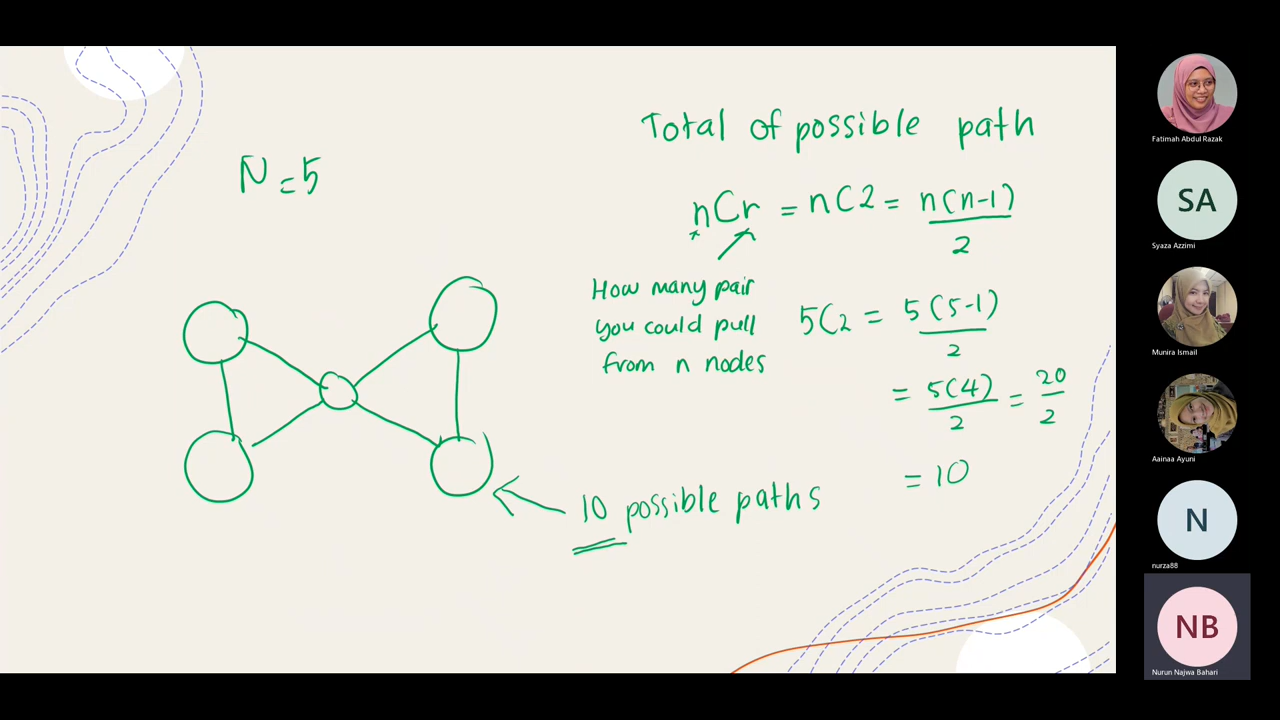 Total of possible path
N = 5
nCr = nC2 = n(n-1)/2
How many pair
you could pull
from n nodes
5C2 = 5(5-1)/2
= 5(4)/2 = 20/2
= 10
10 possible paths
Fatimah Abdul Razak
SA
Syaza Azzimi
Munira Ismail
Aainaa Ayuni
N
nurza88
NB
Nurun Najwa Bahari